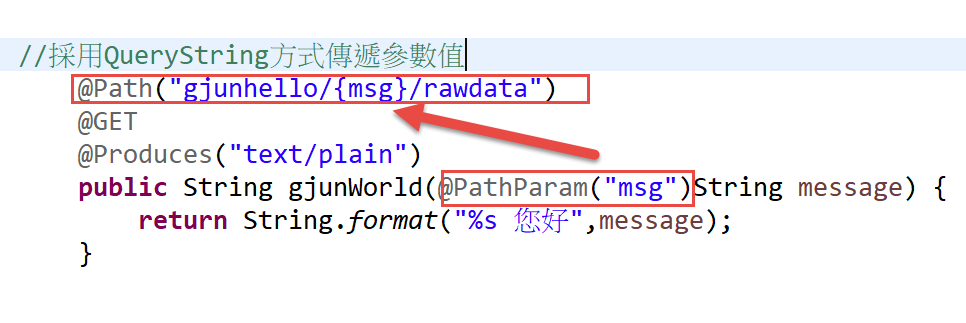 //採用QueryString方式傳遞參數值
@Path("gjunhello/{msg}/rawdata")
@GET
@Produces("text/plain")
public String gjunWorld(@PathParam("msg")String message) {
return String.format("%s 您好",message);
}